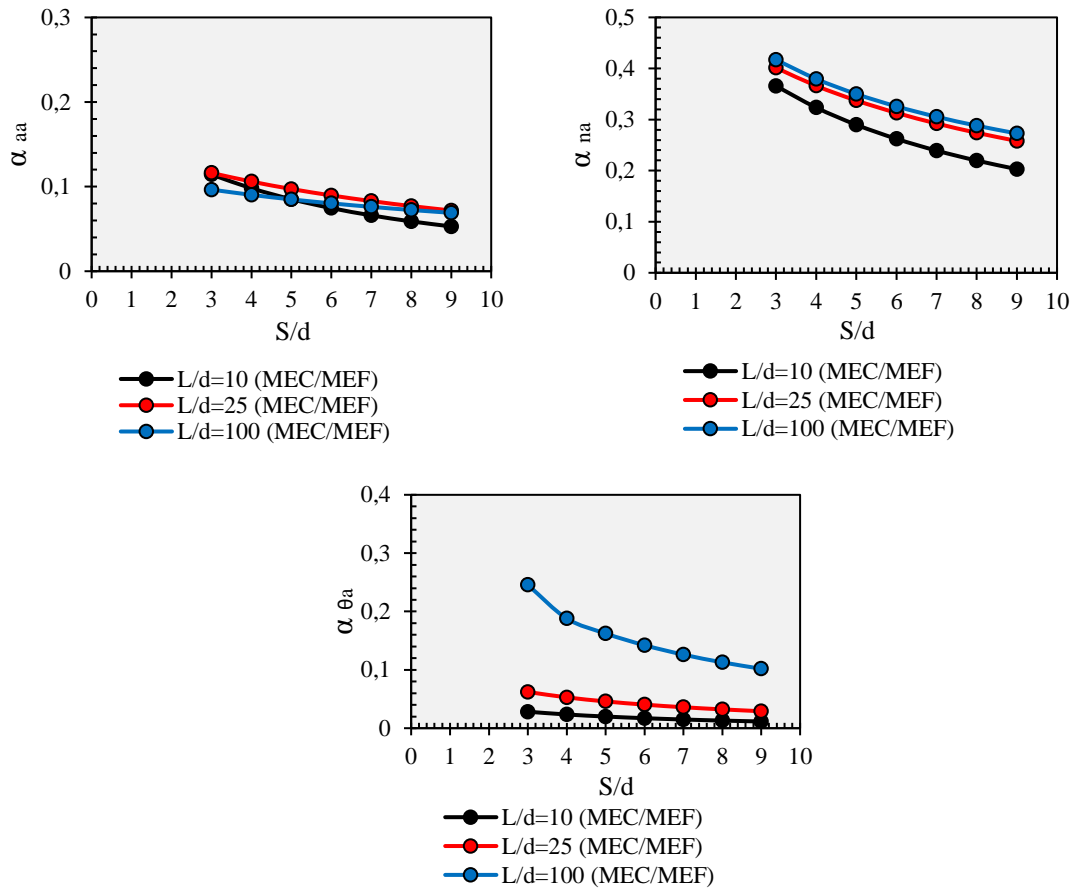 0,3
0,2
0,1
0
α aa
0 1 2 3 4 5 6 7 8 9 10
S/d
L/d=10 (MEC/MEF)
L/d=25 (MEC/MEF)
L/d=100 (MEC/MEF)
0,5
0,4
0,3
0,2
0,1
0
α na
0 1 2 3 4 5 6 7 8 9 10
S/d
L/d=10 (MEC/MEF)
L/d=25 (MEC/MEF)
L/d=100 (MEC/MEF)
0,4
0,3
0,2
0,1
0
α θa
0 1 2 3 4 5 6 7 8 9 10
S/d
L/d=10 (MEC/MEF)
L/d=25 (MEC/MEF)
L/d=100 (MEC/MEF)